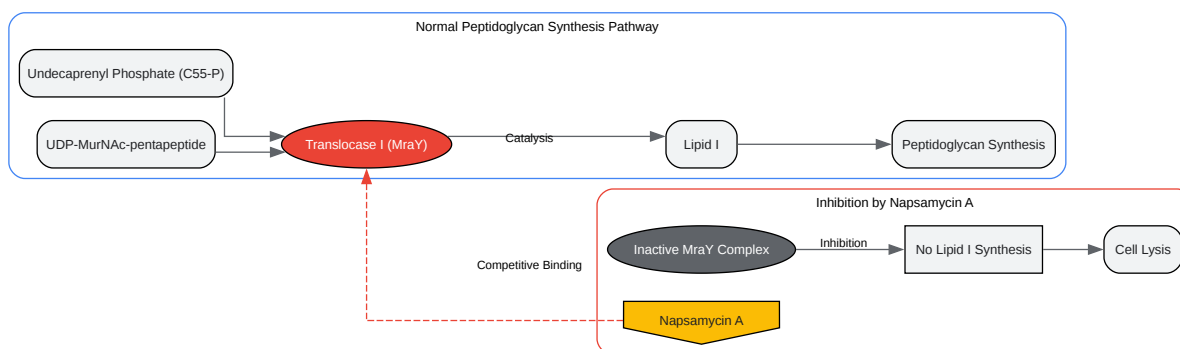 Normal Peptidoglycan Synthesis Pathway
Undecaprenyl Phosphate (C55-P)
UDP-MurNAc-pentapeptide
Translocase I (MraY)
Catalysis
Lipid I
Peptidoglycan Synthesis
Inhibition by Napsamycin A
Inactive MraY Complex
Inhibition
No Lipid I Synthesis
Cell Lysis
Competitive Binding
Napsamycin A